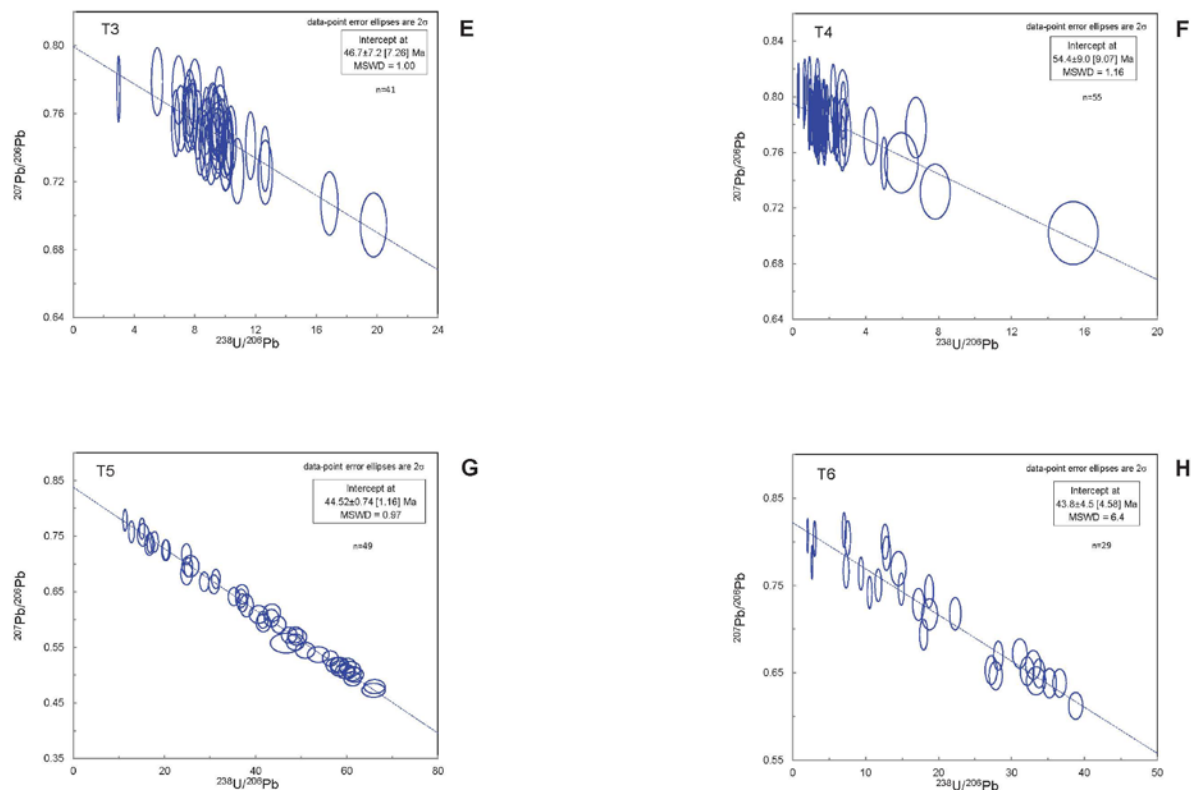 T3
data-point error ellipses are 2σ
E
Intercept at
46.7±7.2 [7.26] Ma
MSWD = 1.00
n=41
0.80
0.76
0.72
0.68
0.64
207Pb/206Pb
0 4 8 12 16 20 24
238U/206Pb
T4
data-point error ellipses are 2σ
F
Intercept at
54.4±9.0 [9.07] Ma
MSWD = 1.16
n=55
0.84
0.80
0.76
0.72
0.68
0.64
207Pb/206Pb
0 4 8 12 16 20
238U/206Pb
T5
data-point error ellipses are 2σ
G
Intercept at
44.52±0.74 [1.16] Ma
MSWD = 0.97
n=49
0.85
0.75
0.65
0.55
0.45
0.35
207Pb/206Pb
0 20 40 60 80
238U/206Pb
T6
data-point error ellipses are 2σ
H
Intercept at
43.8±4.5 [4.58] Ma
MSWD = 6.4
n=29
0.85
0.75
0.65
0.55
207Pb/206Pb
0 10 20 30 40 50
238U/206Pb